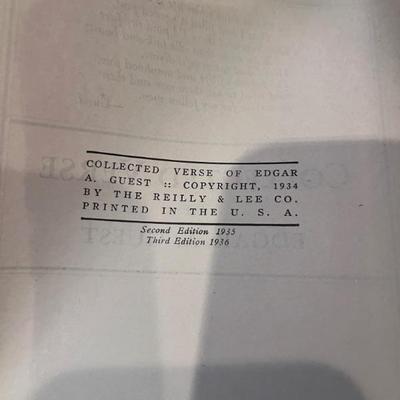 COLLECTED VERSE OF EDGAR
A. GUEST :: COPYRIGHT, 1934
BY THE REILLY & LEE CO.
PRINTED IN THE U. S. A.
Second Edition 1935
Third Edition 1936